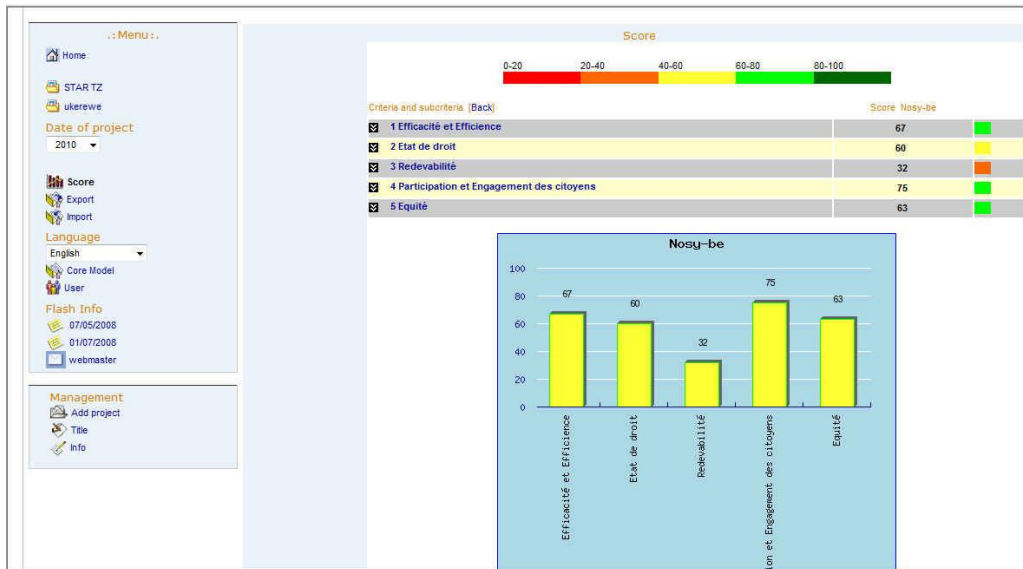 .:Menu:.
Home
STAR TZ
ukerewe
Date of project
2010
Score
Export
Import
Language
English
Core Model
User
Flash Info
07/05/2008
01/07/2008
webmaster
Management
Add project
Title
Info
Score
0-20 20-40 40-60 60-80 80-100
Criteria and subcriteria [Back] Score Nosy-be
1 Efficacité et Efficience 67
2 Etat de droit 60
3 Redevabilité 32
4 Participation et Engagement des citoyens 75
5 Equité 63
Nosy-be
100
80
60
40
20
0
67
60
32
75
63
Efficacité et Efficience
Etat de droit
Redevabilité
ion et Engagement des citoyens
Equité